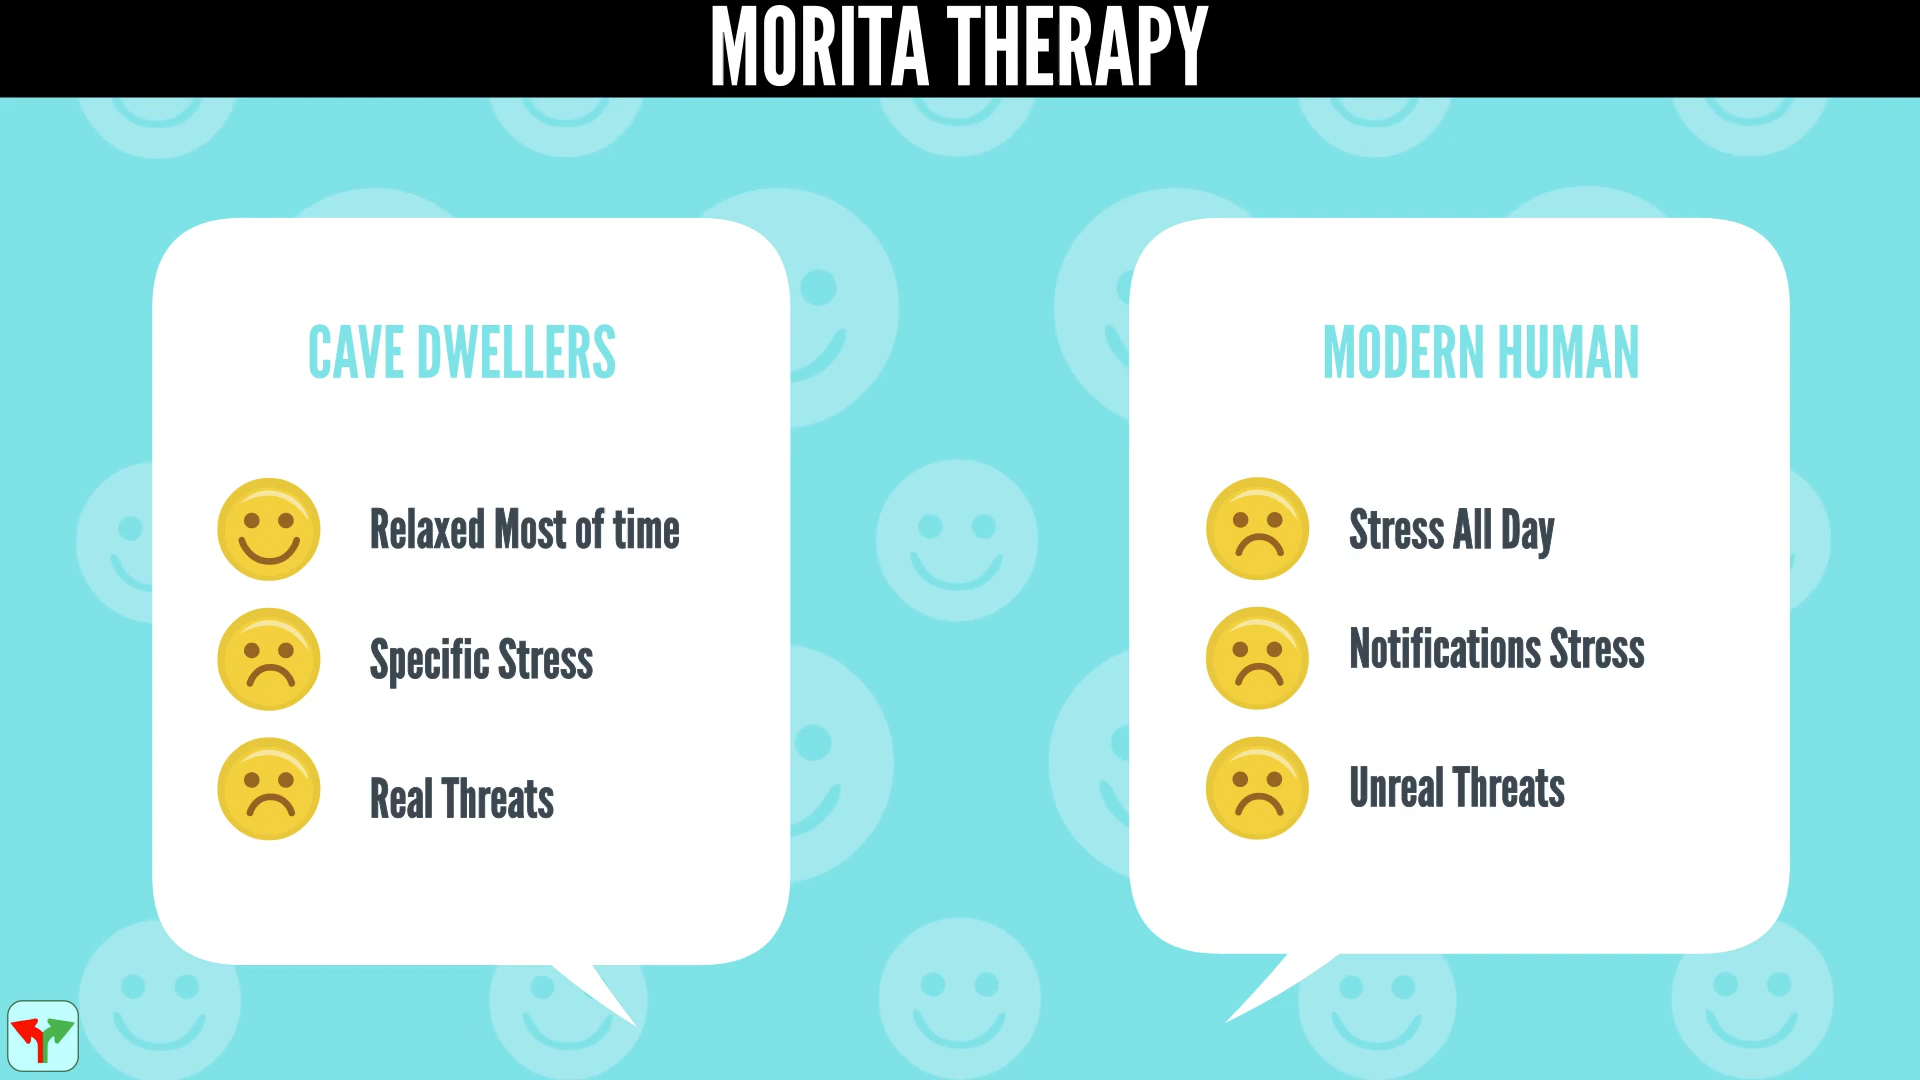 MORITA THERAPY
CAVE DWELLERS
Relaxed Most of time
Specific Stress
Real Threats
MODERN HUMAN
Stress All Day
Notifications Stress
Unreal Threats